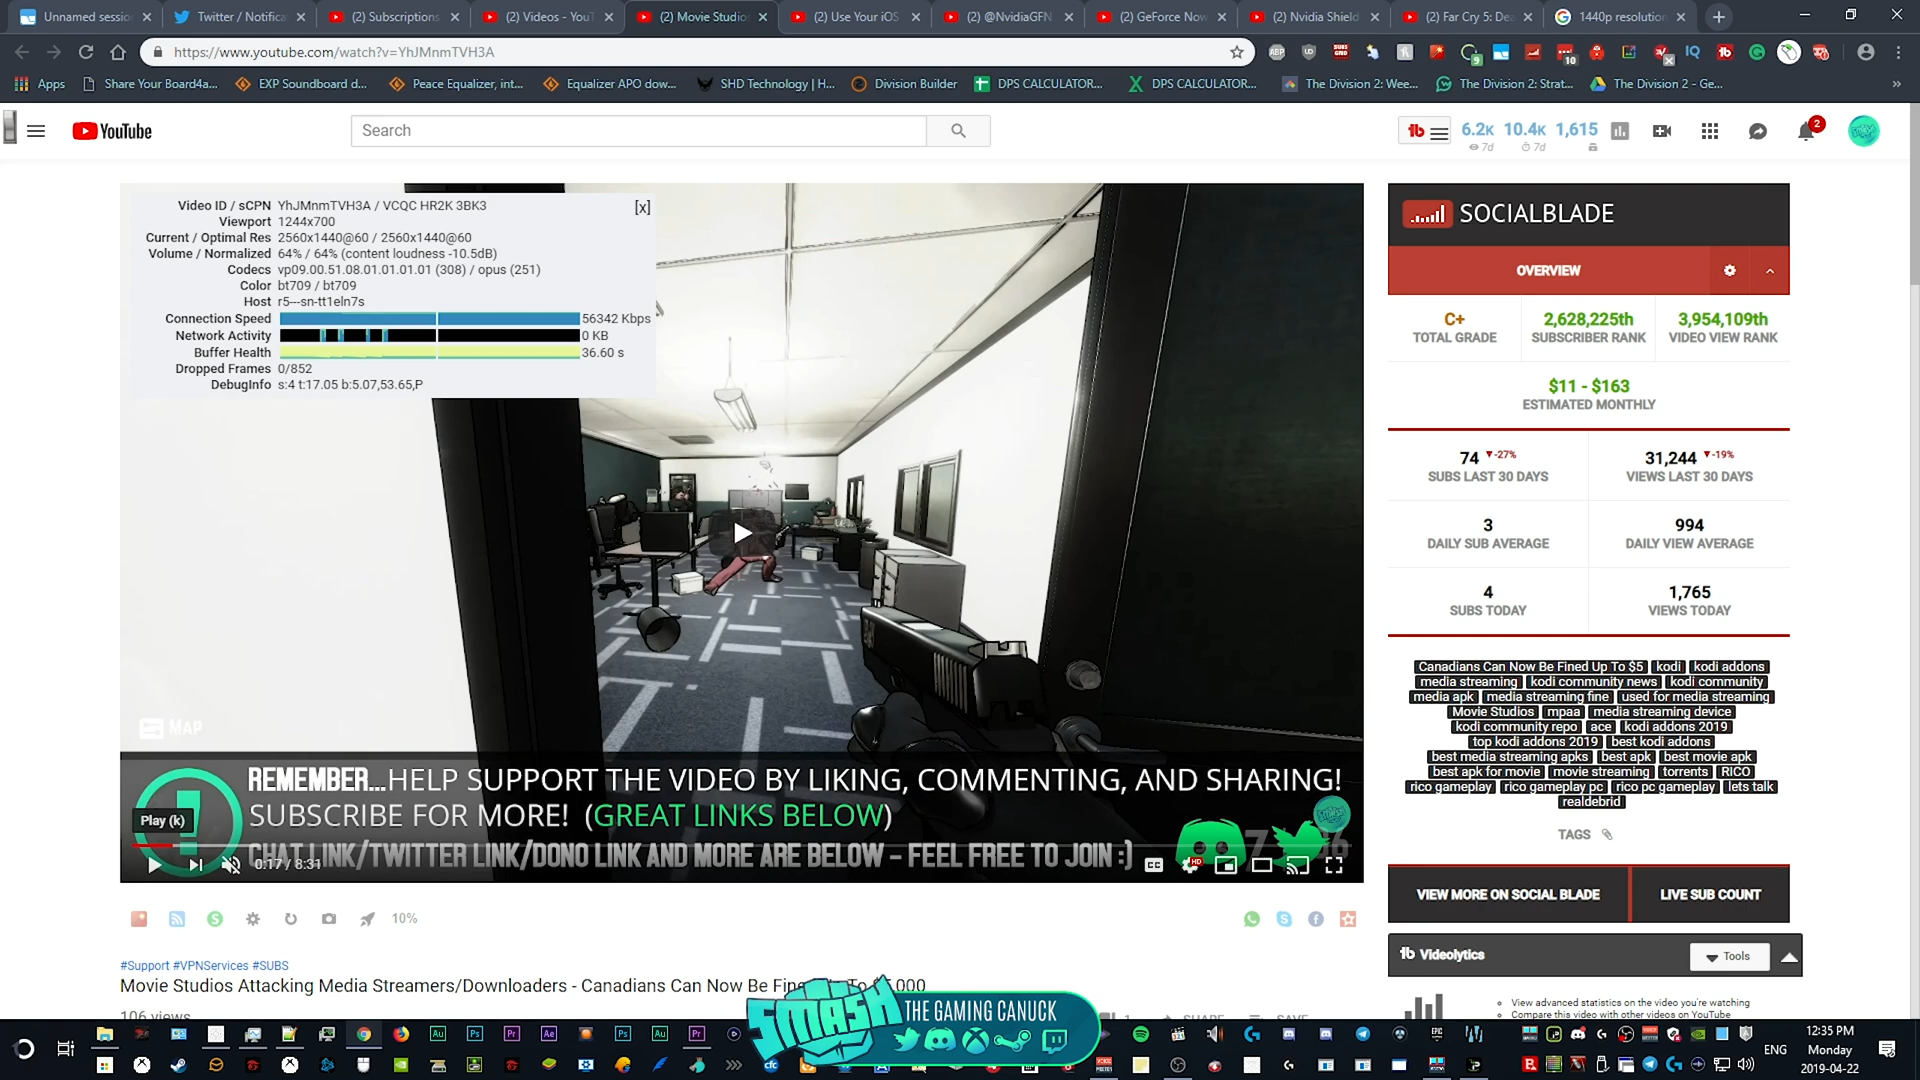 Unnamed sessio
Twitter / Notifica
(2) Subscriptions
(2) Videos - YouT
(2) Movie Studio
(2) Use Your iOS
(2) @NvidiaGFN
(2) GeForce Now
(2) Nvidia Shield
(2) Far Cry 5: Dea
1440p resolution
https://www.youtube.com/watch?v=YhJMnmTVH3A
Apps
Share Your Board4a...
EXP Soundboard d...
Peace Equalizer, int...
Equalizer APO dow...
SHD Technology | H...
Division Builder
DPS CALCULATOR...
DPS CALCULATOR...
The Division 2: Wee...
The Division 2: Strat...
The Division 2 - Ge...
YouTube
Search
6.2K 10.4K 1,615
7d 7d
2
Video ID / sCPN YhJMnmTVH3A / VCQC HR2K 3BK3
[x]
Viewport 1244x700
Current / Optimal Res 2560x1440@60 / 2560x1440@60
Volume / Normalized 64% / 64% (content loudness -10.5dB)
Codecs vp09.00.51.08.01.01.01.01 (308) / opus (251)
Color bt709 / bt709
Host r5---sn-tt1eln7s
Connection Speed 56342 Kbps
Network Activity 0 KB
Buffer Health 36.60 s
Dropped Frames 0/852
DebugInfo s:4 t:17.05 b:5.07,53.65,P
MAP
REMEMBER...HELP SUPPORT THE VIDEO BY LIKING, COMMENTING, AND SHARING!
SUBSCRIBE FOR MORE! (GREAT LINKS BELOW)
Play (k)
CHAT LINK/TWITTER LINK/DONO LINK AND MORE ARE BELOW - FEEL FREE TO JOIN :)
0:17 / 8:31
CC
HD
10%
#Support #VPNServices #SUBS
Movie Studios Attacking Media Streamers/Downloaders - Canadians Can Now Be Fine
106 views
SHARE
SAVE
SMASH
THE GAMING CANUCK
SOCIALBLADE
OVERVIEW
C+ 2,628,225th 3,954,109th
TOTAL GRADE SUBSCRIBER RANK VIDEO VIEW RANK
$11 - $163
ESTIMATED MONTHLY
74 ▼-27% 31,244 ▼-19%
SUBS LAST 30 DAYS VIEWS LAST 30 DAYS
3 994
DAILY SUB AVERAGE DAILY VIEW AVERAGE
4 1,765
SUBS TODAY VIEWS TODAY
Canadians Can Now Be Fined Up To $5 kodi kodi addons
media streaming kodi community news kodi community
media apk media streaming fine used for media streaming
Movie Studios mpaa media streaming device
kodi community repo ace kodi addons 2019
top kodi addons 2019 best kodi addons
best media streaming apks best apk best movie apk
best apk for movie movie streaming torrents RICO
rico gameplay rico gameplay pc rico pc gameplay lets talk
realdebrid
TAGS
VIEW MORE ON SOCIAL BLADE
LIVE SUB COUNT
Videolytics
Tools
View advanced statistics on the video you're watching
Compare this video with other videos on YouTube
ENG
12:35 PM
Monday
2019-04-22